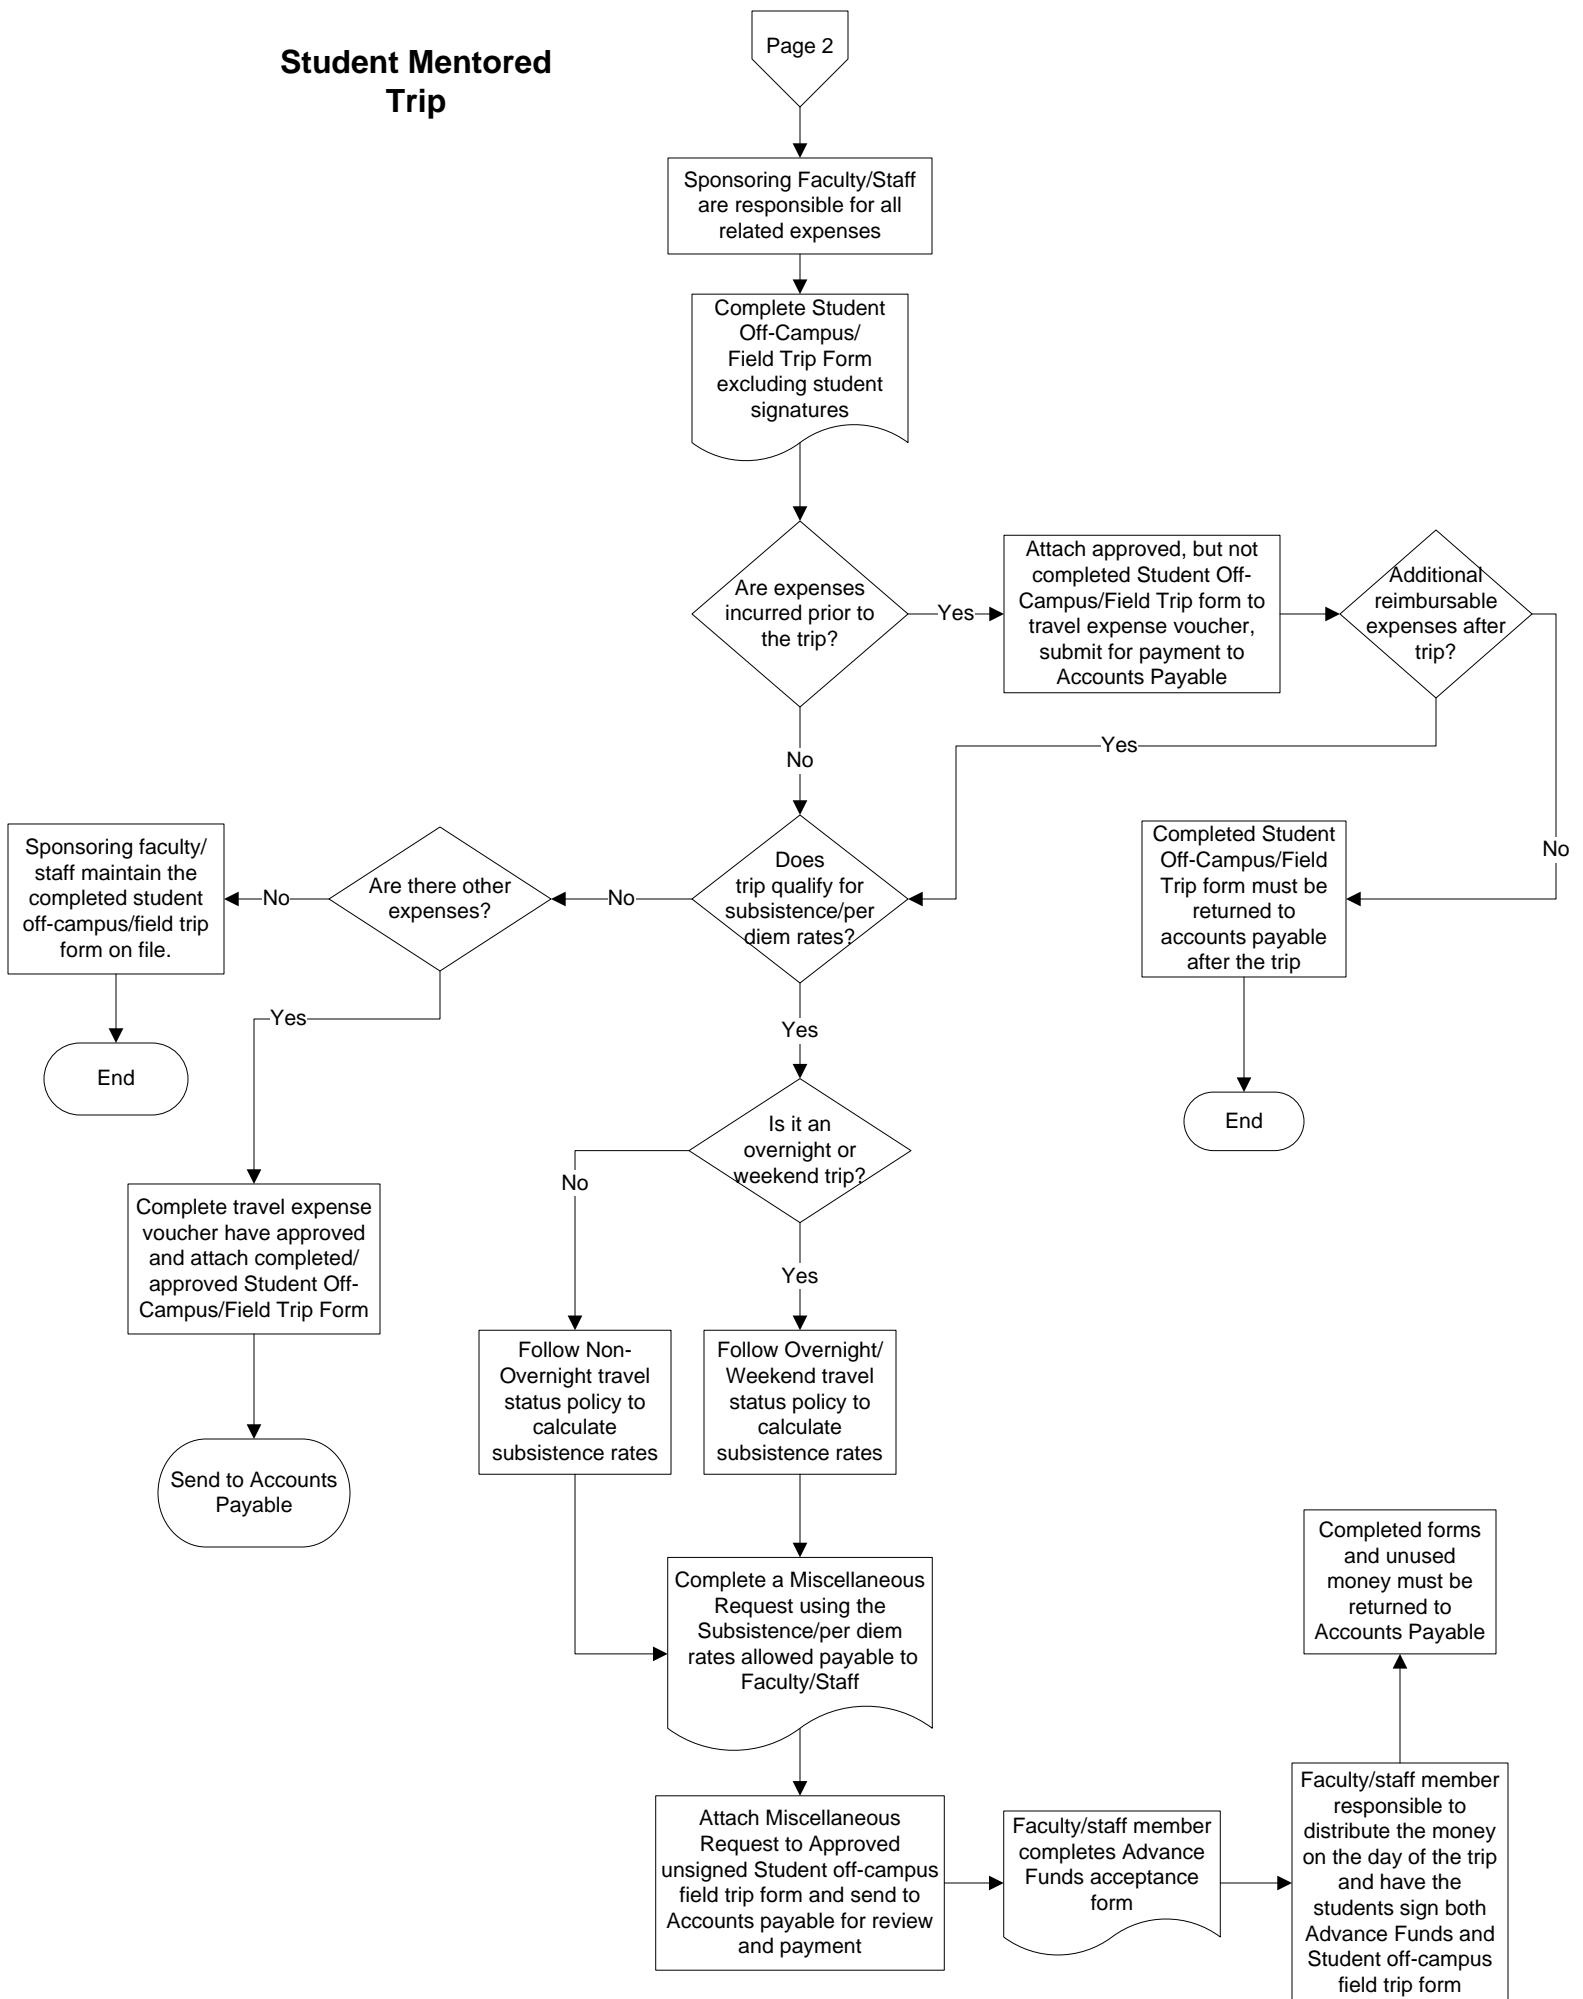 Student Mentored
Trip
Page 2
Sponsoring Faculty/Staff
are responsible for all
related expenses
Complete Student
Off-Campus/
Field Trip Form
excluding student
signatures
Are expenses
incurred prior to
the trip?
Yes
Attach approved, but not
completed Student Off-
Campus/Field Trip form to
travel expense voucher,
submit for payment to
Accounts Payable
Additional
reimbursable
expenses after
trip?
No
Yes
No
Sponsoring faculty/
staff maintain the
completed student
off-campus/field trip
form on file.
No
Are there other
expenses?
No
Does
trip qualify for
subsistence/per
diem rates?
Completed Student
Off-Campus/Field
Trip form must be
returned to
accounts payable
after the trip
End
Yes
Yes
End
Is it an
overnight or
weekend trip?
No
Yes
Complete travel expense
voucher have approved
and attach completed/
approved Student Off-
Campus/Field Trip Form
Follow Non-
Overnight travel
status policy to
calculate
subsistence rates
Follow Overnight/
Weekend travel
status policy to
calculate
subsistence rates
Send to Accounts
Payable
Complete a Miscellaneous
Request using the
Subsistence/per diem
rates allowed payable to
Faculty/Staff
Completed forms
and unused
money must be
returned to
Accounts Payable
Attach Miscellaneous
Request to Approved
unsigned Student off-campus
field trip form and send to
Accounts payable for review
and payment
Faculty/staff member
completes Advance
Funds acceptance
form
Faculty/staff member
responsible to
distribute the money
on the day of the trip
and have the
students sign both
Advance Funds and
Student off-campus
field trip form